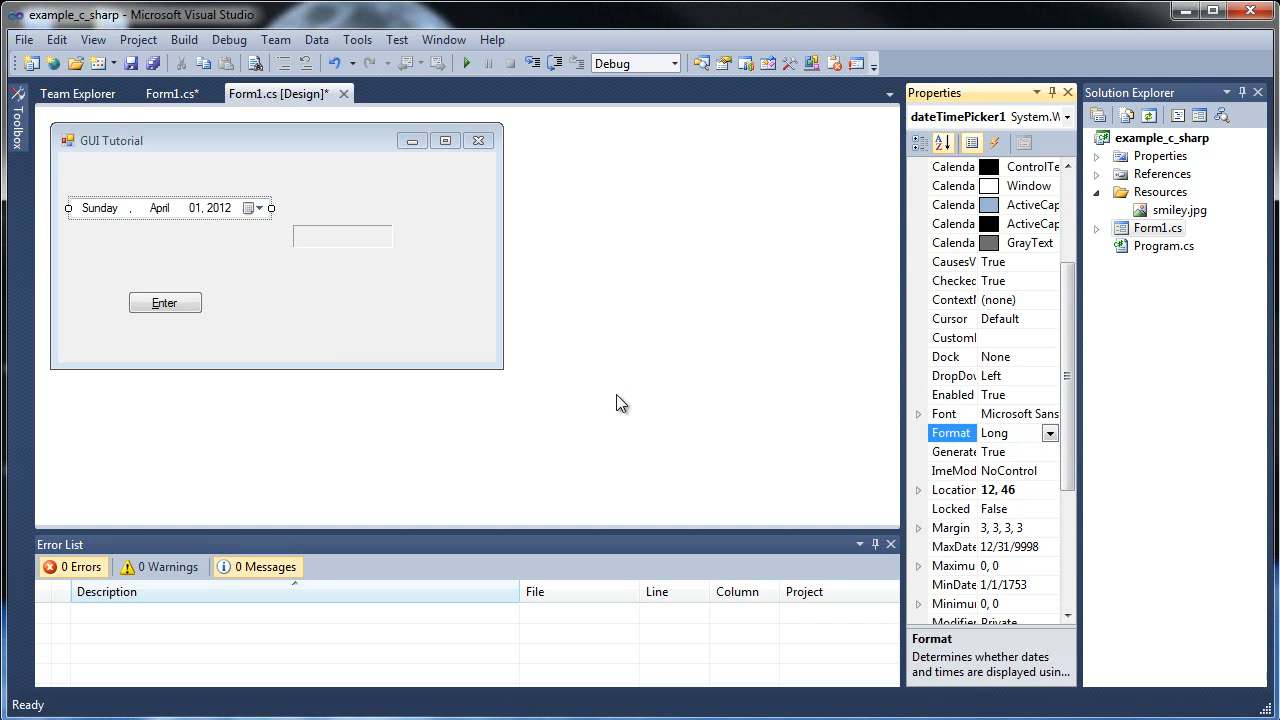 example_c_sharp - Microsoft Visual Studio
File Edit View Project Build Debug Team Data Tools Test Window Help
Debug
Toolbox
Team Explorer Form1.cs* Form1.cs [Design]*
GUI Tutorial
Sunday , April 01, 2012
Enter
Error List
0 Errors 0 Warnings 0 Messages
Description File Line Column Project
Properties
dateTimePicker1 System.W
Calenda ControlTe
Calenda Window
Calenda ActiveCap
Calenda ActiveCap
Calenda GrayText
CausesV True
Checked True
ContextM (none)
Cursor Default
CustomI
Dock None
DropDow Left
Enabled True
Font Microsoft Sans
Format Long
Generate True
ImeMod NoControl
Location 12, 46
Locked False
Margin 3, 3, 3, 3
MaxDate 12/31/9998
Maximu 0, 0
MinDate 1/1/1753
Minimu 0, 0
Modifier Private
Format
Determines whether dates
and times are displayed usin...
Solution Explorer
example_c_sharp
Properties
References
Resources
smiley.jpg
Form1.cs
Program.cs
Ready